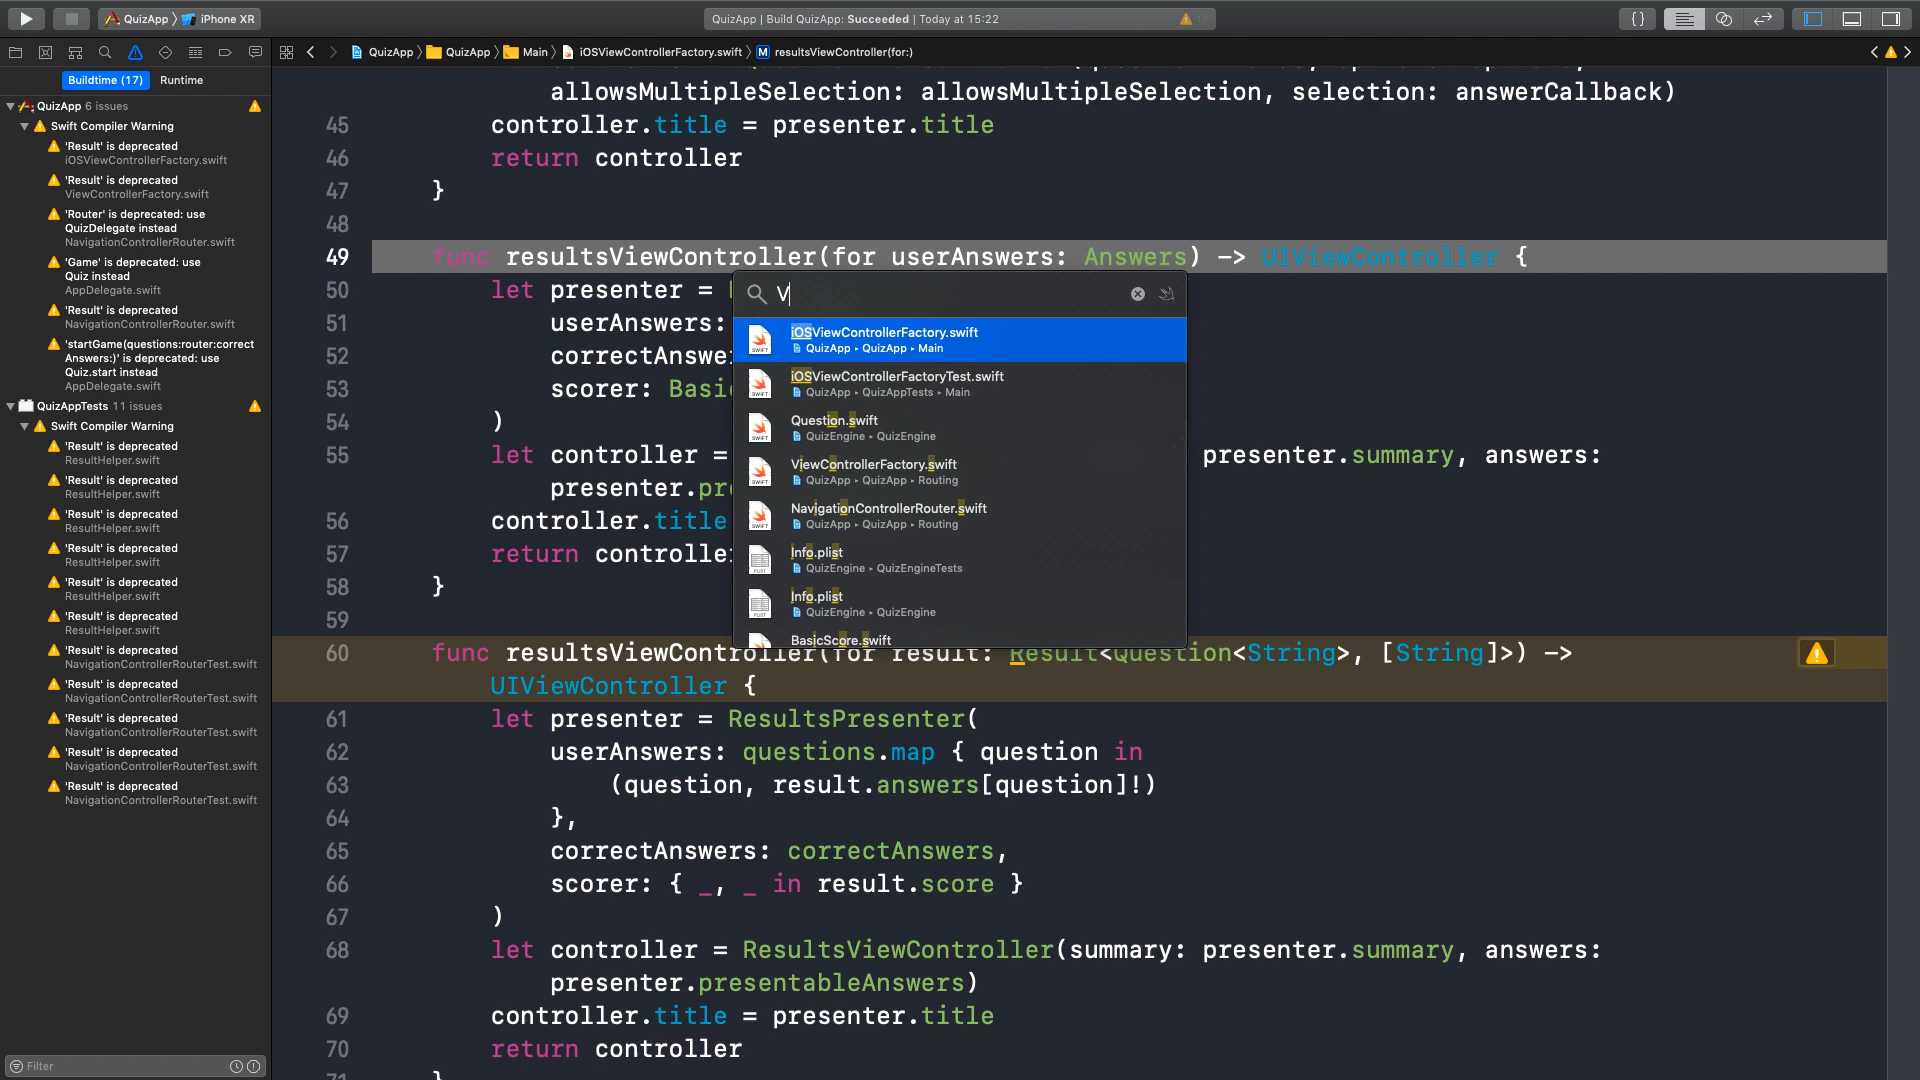 QuizApp
iPhone XR
QuizApp | Build QuizApp: Succeeded | Today at 15:22
17
QuizApp
QuizApp
Main
iOSViewControllerFactory.swift
M
resultsViewController(for:)
Buildtime (17)
Runtime
QuizApp 6 issues
Swift Compiler Warning
'Result' is deprecated
iOSViewControllerFactory.swift
'Result' is deprecated
ViewControllerFactory.swift
'Router' is deprecated: use
QuizDelegate instead
NavigationControllerRouter.swift
'Game' is deprecated: use
Quiz instead
AppDelegate.swift
'Result' is deprecated
NavigationControllerRouter.swift
'startGame(questions:router:correct
Answers:)' is deprecated: use
Quiz.start instead
AppDelegate.swift
QuizAppTests 11 issues
Swift Compiler Warning
'Result' is deprecated
ResultHelper.swift
'Result' is deprecated
ResultHelper.swift
'Result' is deprecated
ResultHelper.swift
'Result' is deprecated
ResultHelper.swift
'Result' is deprecated
ResultHelper.swift
'Result' is deprecated
ResultHelper.swift
'Result' is deprecated
NavigationControllerRouterTest.swift
'Result' is deprecated
NavigationControllerRouterTest.swift
'Result' is deprecated
NavigationControllerRouterTest.swift
'Result' is deprecated
NavigationControllerRouterTest.swift
'Result' is deprecated
NavigationControllerRouterTest.swift
Filter
allowsMultipleSelection: allowsMultipleSelection, selection: answerCallback)
45 controller.title = presenter.title
46 return controller
47 }
48
49 func resultsViewController(for userAnswers: Answers) -> UIViewController {
50 let presenter =
51 userAnswers:
52 correctAnswe
53 scorer: Basi
54 )
55 let controller = presenter.summary, answers:
presenter.pr
56 controller.title
57 return controlle
58 }
59
60 func resultsViewController(for result: Result<Question<String>, [String]>) ->
UIViewController {
61 let presenter = ResultsPresenter(
62 userAnswers: questions.map { question in
63 (question, result.answers[question]!)
64 },
65 correctAnswers: correctAnswers,
66 scorer: { _, _ in result.score }
67 )
68 let controller = ResultsViewController(summary: presenter.summary, answers:
presenter.presentableAnswers)
69 controller.title = presenter.title
70 return controller
71 }
V
iOSViewControllerFactory.swift
QuizApp ▸ QuizApp ▸ Main
iOSViewControllerFactoryTest.swift
QuizApp ▸ QuizAppTests ▸ Main
Question.swift
QuizEngine ▸ QuizEngine
ViewControllerFactory.swift
QuizApp ▸ QuizApp ▸ Routing
NavigationControllerRouter.swift
QuizApp ▸ QuizApp ▸ Routing
Info.plist
QuizEngine ▸ QuizEngineTests
Info.plist
QuizEngine ▸ QuizEngine
BasicScore.swift